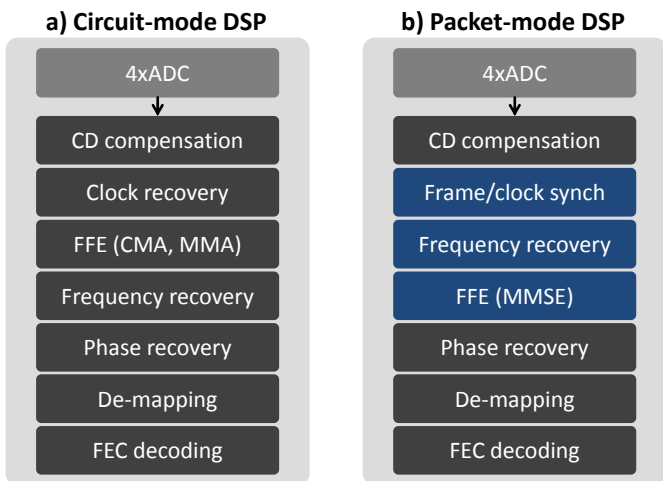 a) Circuit-mode DSP
4xADC
CD compensation
Clock recovery
FFE (CMA, MMA)
Frequency recovery
Phase recovery
De-mapping
FEC decoding
b) Packet-mode DSP
4xADC
CD compensation
Frame/clock synch
Frequency recovery
FFE (MMSE)
Phase recovery
De-mapping
FEC decoding